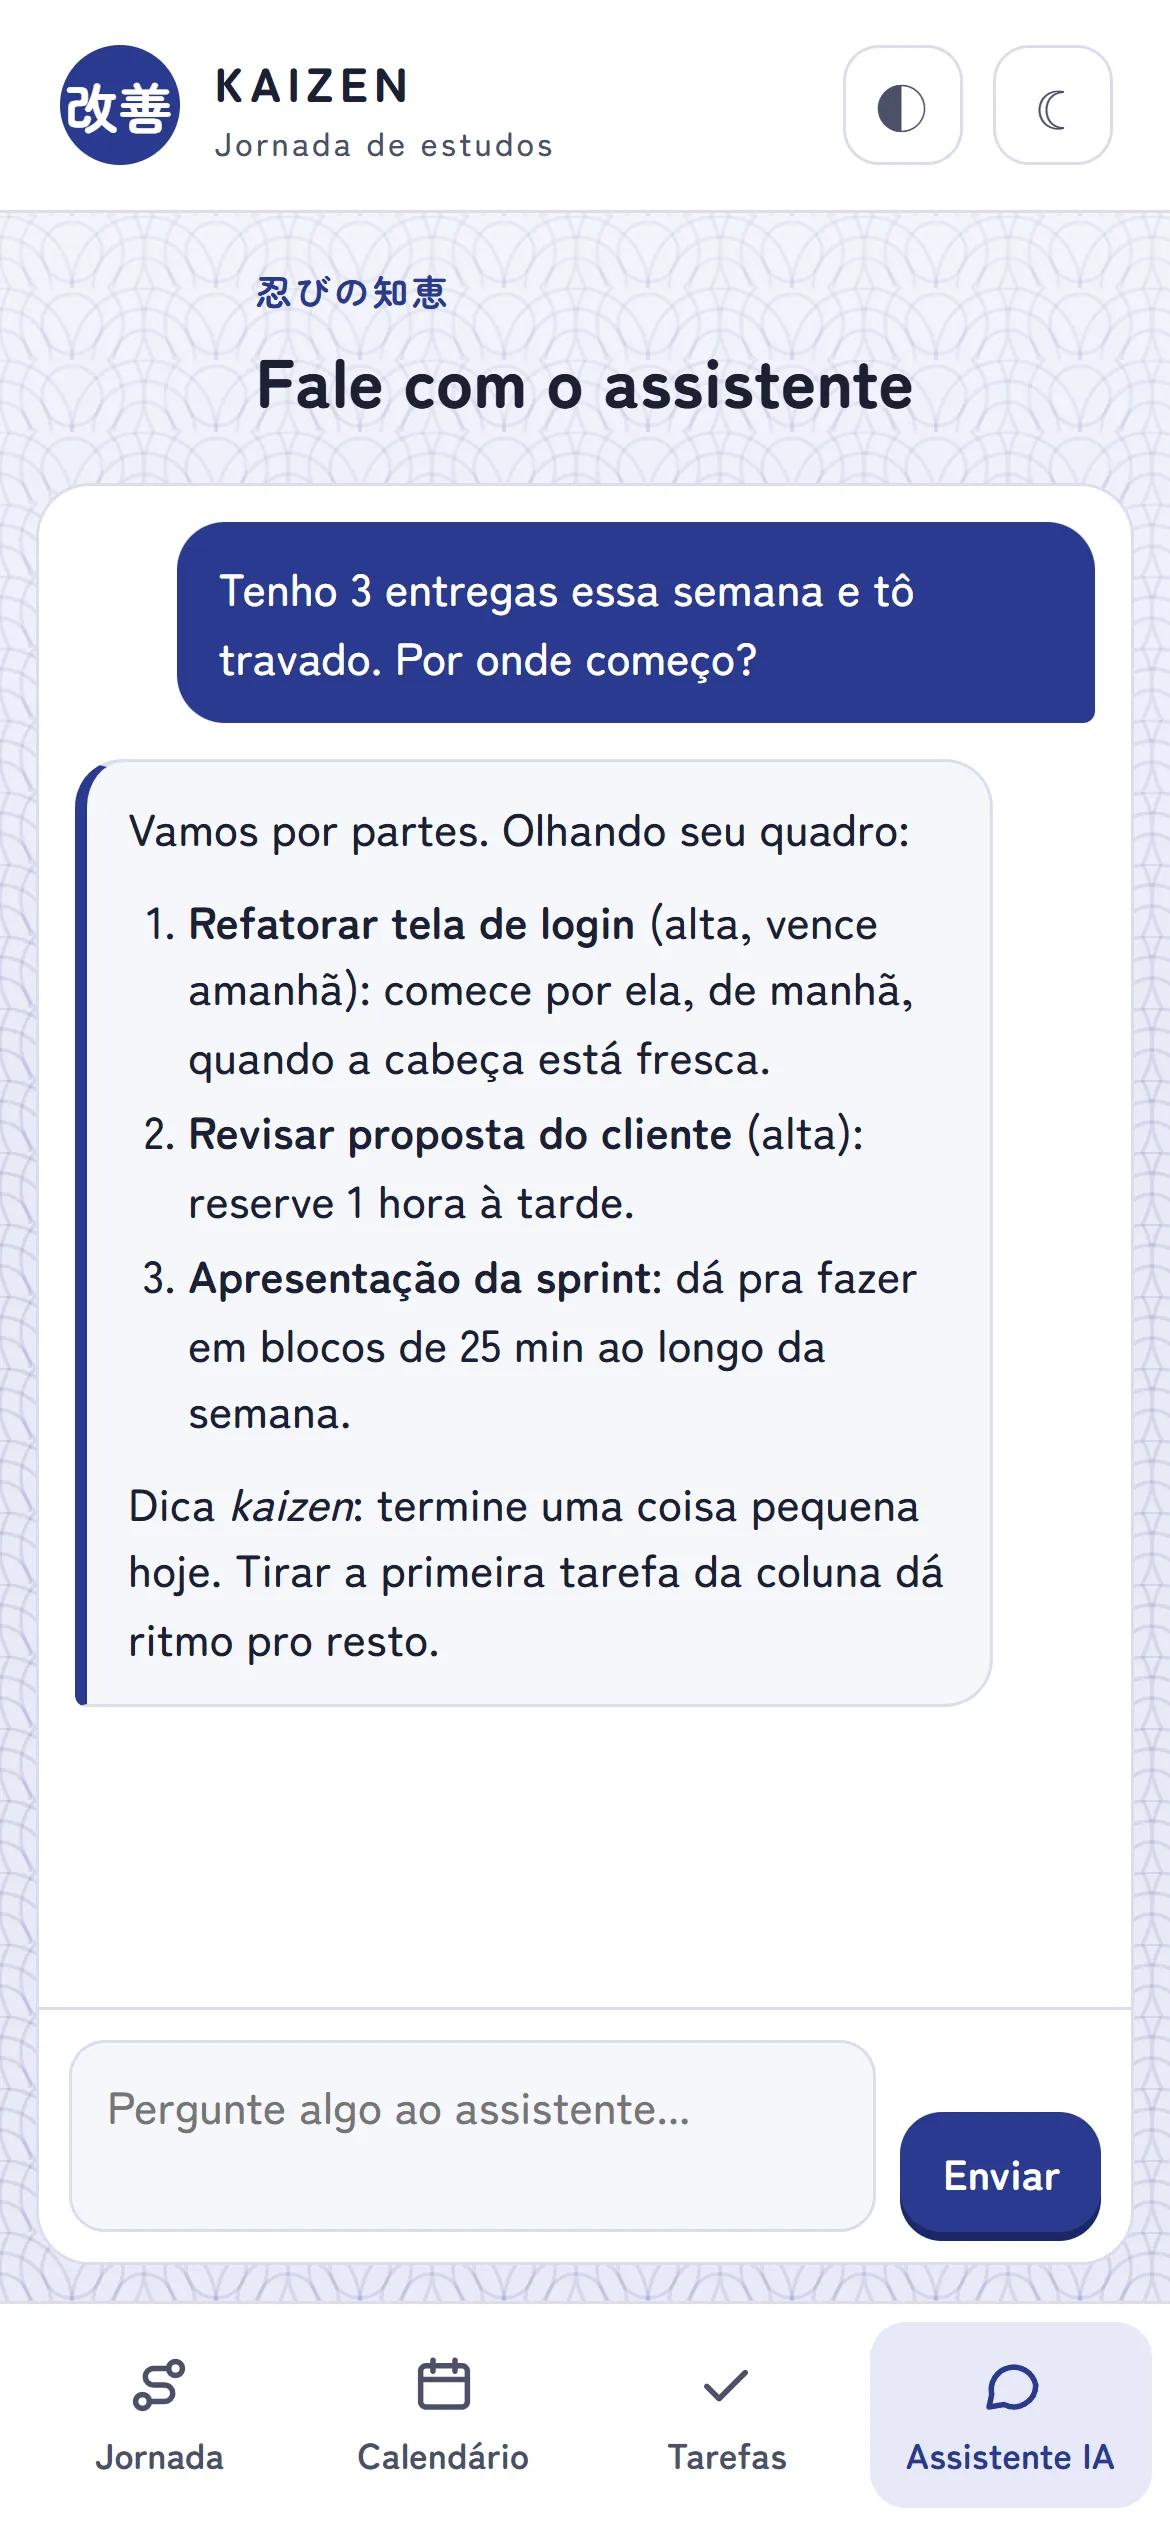 改善
KAIZEN
Jornada de estudos
忍びの知恵
Fale com o assistente
Tenho 3 entregas essa semana e tô
travado. Por onde começo?
Vamos por partes. Olhando seu quadro:
1. Refatorar tela de login (alta, vence
amanhã): comece por ela, de manhã,
quando a cabeça está fresca.
2. Revisar proposta do cliente (alta):
reserve 1 hora à tarde.
3. Apresentação da sprint: dá pra fazer
em blocos de 25 min ao longo da
semana.
Dica kaizen: termine uma coisa pequena
hoje. Tirar a primeira tarefa da coluna dá
ritmo pro resto.
Pergunte algo ao assistente...
Enviar
Jornada
Calendário
Tarefas
Assistente IA